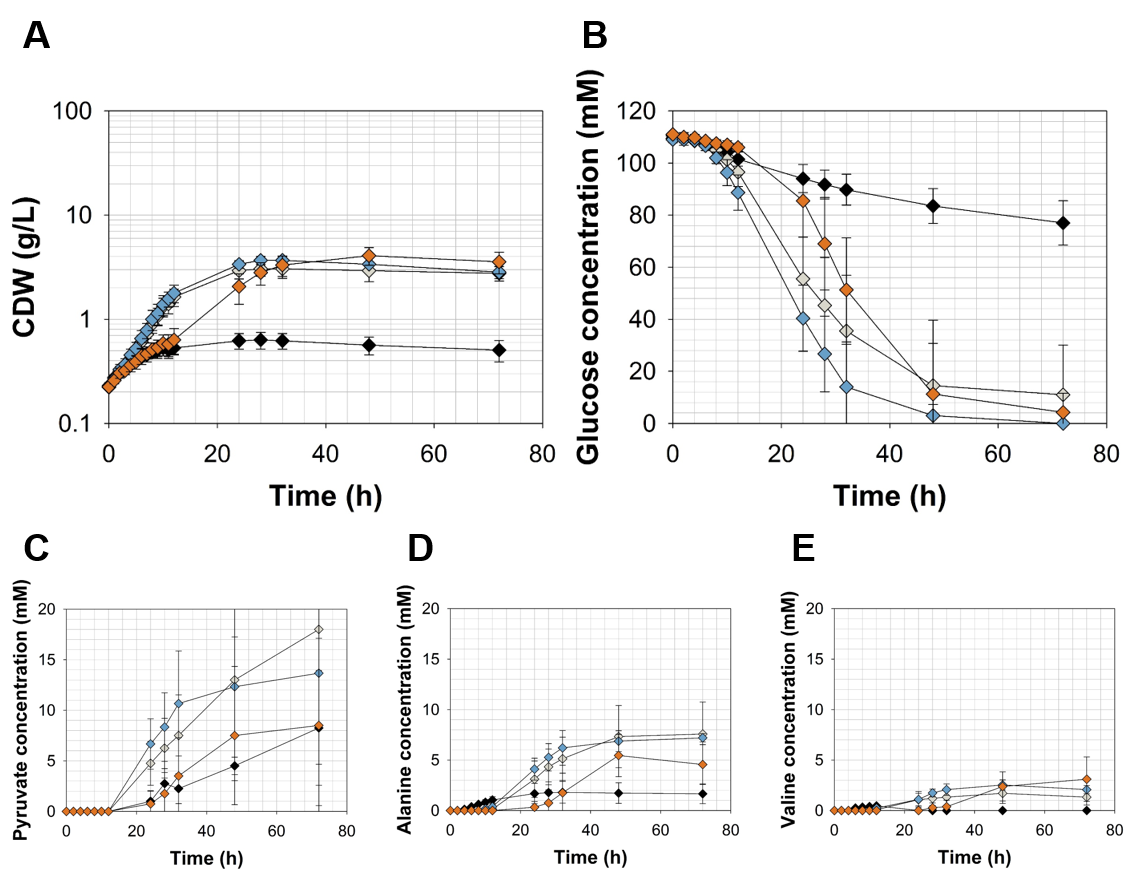 A
B
CDW (g/L)
100
10
1
0.1
0 20 40 60 80
Time (h)
Glucose concentration (mM)
120
100
80
60
40
20
0
0 20 40 60 80
Time (h)
C
D
E
Pyruvate concentration (mM)
20
15
10
5
0
0 20 40 60 80
Time (h)
Alanine concentration (mM)
20
15
10
5
0
0 20 40 60 80
Time (h)
Valine concentration (mM)
20
15
10
5
0
0 20 40 60 80
Time (h)